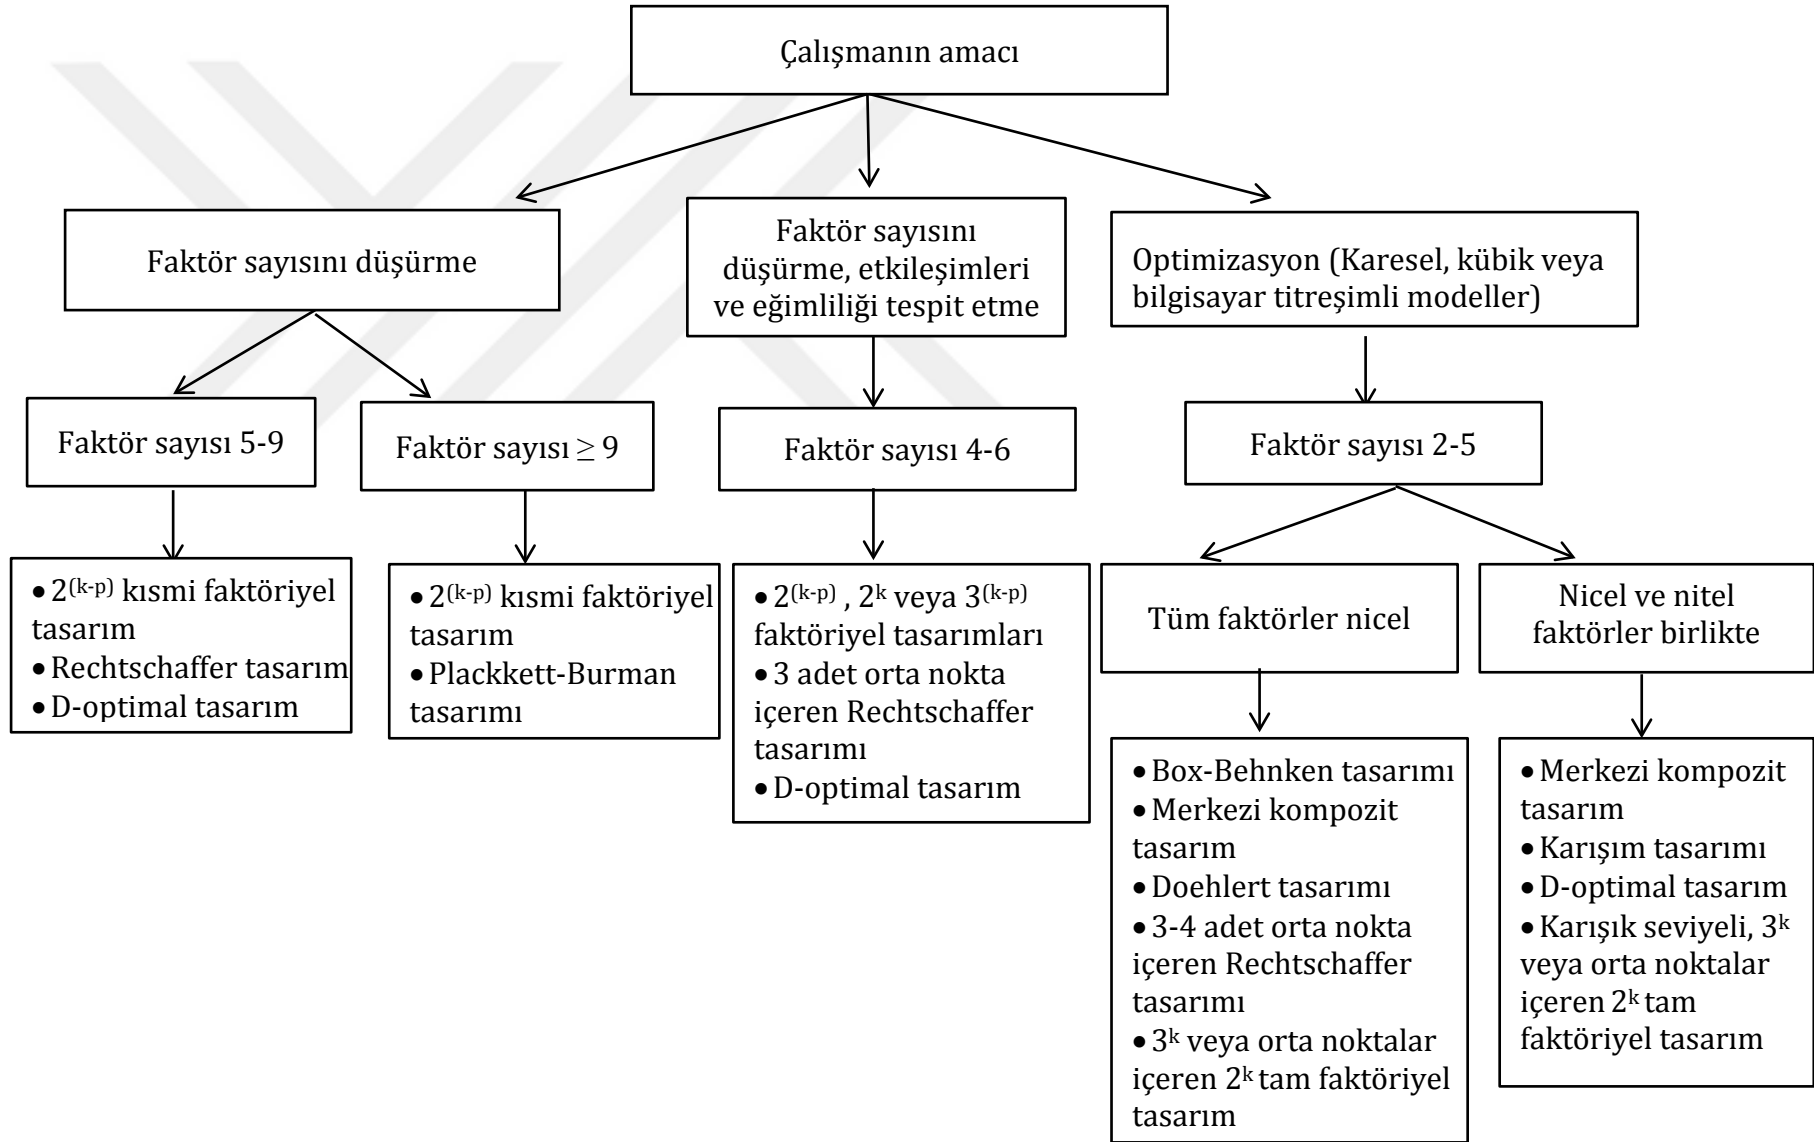 Çalışmanın amacı
Faktör sayısını düşürme
Faktör sayısını
düşürme, etkileşimleri
ve eğimliliği tespit etme
Optimizasyon (Karesel, kübik veya
bilgisayar titreşimli modeller)
Faktör sayısı 5-9
Faktör sayısı ≥ 9
Faktör sayısı 4-6
Faktör sayısı 2-5
• 2⁽ᵏ⁻ᵖ⁾ kısmi faktöriyel
tasarım
• Rechtschaffer tasarım
• D-optimal tasarım
• 2⁽ᵏ⁻ᵖ⁾ kısmi faktöriyel
tasarım
• Plackkett-Burman
tasarımı
• 2⁽ᵏ⁻ᵖ⁾ , 2ᵏ veya 3⁽ᵏ⁻ᵖ⁾
faktöriyel tasarımları
• 3 adet orta nokta
içeren Rechtschaffer
tasarımı
• D-optimal tasarım
Tüm faktörler nicel
Nicel ve nitel
faktörler birlikte
• Box-Behnken tasarımı
• Merkezi kompozit
tasarım
• Doehlert tasarımı
• 3-4 adet orta nokta
içeren Rechtschaffer
tasarımı
• 3ᵏ veya orta noktalar
içeren 2ᵏ tam faktöriyel
tasarım
• Merkezi kompozit
tasarım
• Karışım tasarımı
• D-optimal tasarım
• Karışık seviyeli, 3ᵏ
veya orta noktalar
içeren 2ᵏ tam
faktöriyel tasarım